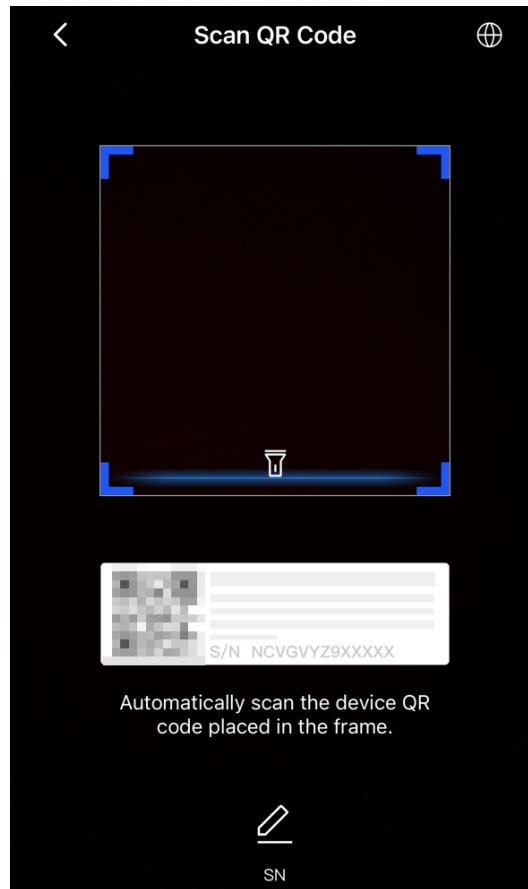 Scan QR Code
S/N NCVGVYZ9XXXXX
Automatically scan the device QR
code placed in the frame.
SN